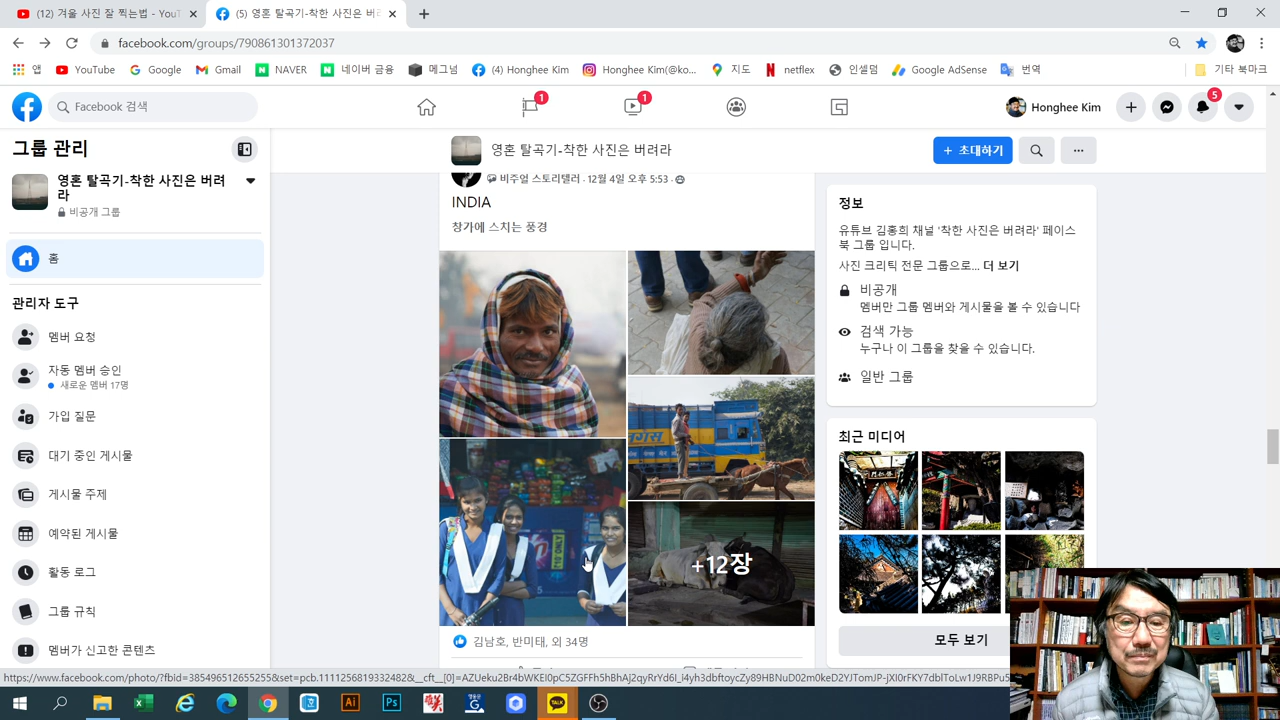 (12) 겨울 사진 잘 찍는법 - YouT
(5) 영혼 탈곡기-착한 사진은 버려
facebook.com/groups/790861301372037
앱 YouTube Google Gmail NAVER 네이버 금융 메그넘 (4) Honghee Kim Honghee Kim(@ko... 지도 netflex 인셀덤 Google AdSense 번역 기타 북마크
Facebook 검색
1
1
Honghee Kim
5
그룹 관리
영혼 탈곡기-착한 사진은 버려라
비공개 그룹
홈
관리자 도구
멤버 요청
자동 멤버 승인
새로운 멤버 17명
가입 질문
대기 중인 게시물
게시물 주제
예약된 게시물
활동 로그
그룹 규칙
멤버가 신고한 콘텐츠
영혼 탈곡기-착한 사진은 버려라
+ 초대하기
비주얼 스토리텔러 · 12월 4일 오후 5:53 ·
INDIA
창가에 스치는 풍경
+12장
김남호, 반미태, 외 34명
정보
유튜브 김홍희 채널 '착한 사진은 버려라' 페이스
북 그룹 입니다.
사진 크리틱 전문 그룹으로... 더 보기
비공개
멤버만 그룹 멤버와 게시물을 볼 수 있습니다
검색 가능
누구나 이 그룹을 찾을 수 있습니다.
일반 그룹
최근 미디어
모두 보기
Ai
Ps
TALK